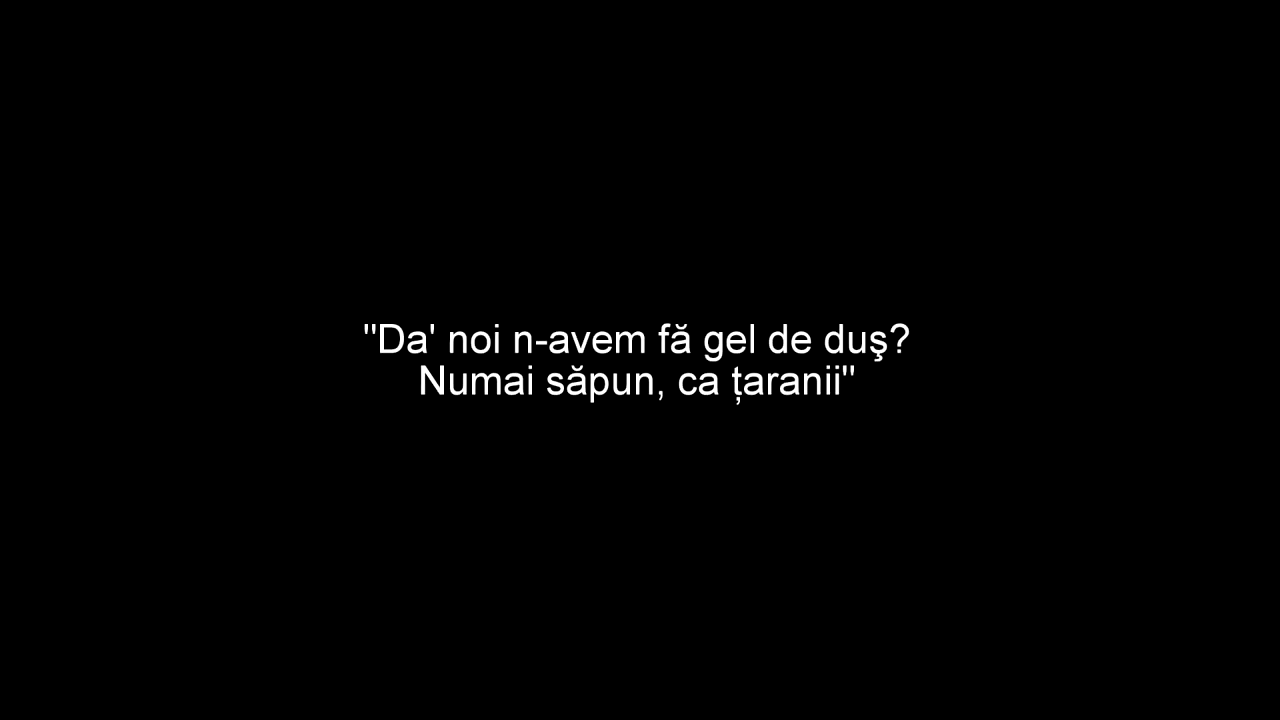 "Da' noi n-avem fă gel de duş?
Numai săpun, ca țaranii"